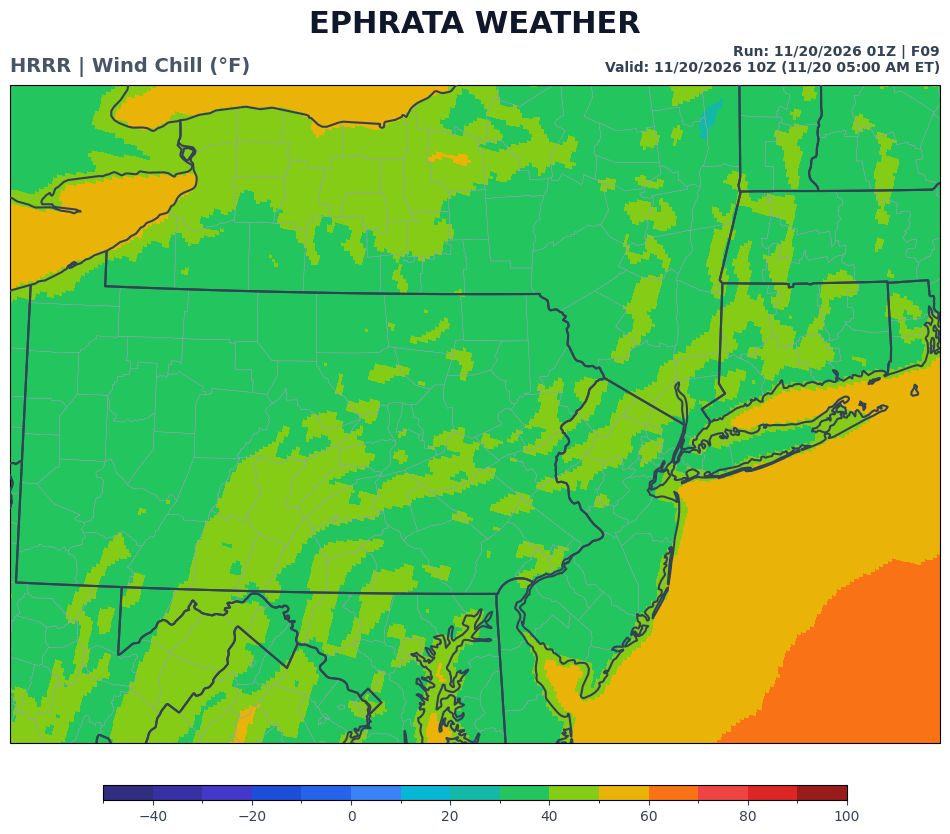 EPHRATA WEATHER
HRRR | Wind Chill (°F)
Run: 11/20/2026 01Z | F09
Valid: 11/20/2026 10Z (11/20 05:00 AM ET)
−40 −20 0 20 40 60 80 100